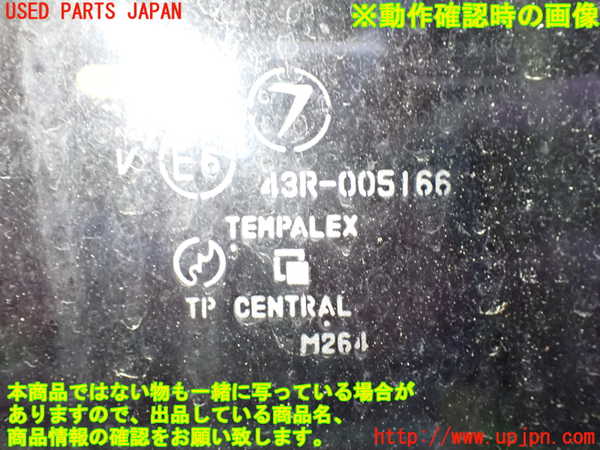 USED PARTS JAPAN
※動作確認時の画像
7
V
E6
43R-005166
TEMPALEX
TP CENTRAL
M264
本商品ではない物も一緒に写っている場合が
ありますので、出品している商品名、
商品情報の確認をお願い致します。
http://www.upjpn.com/